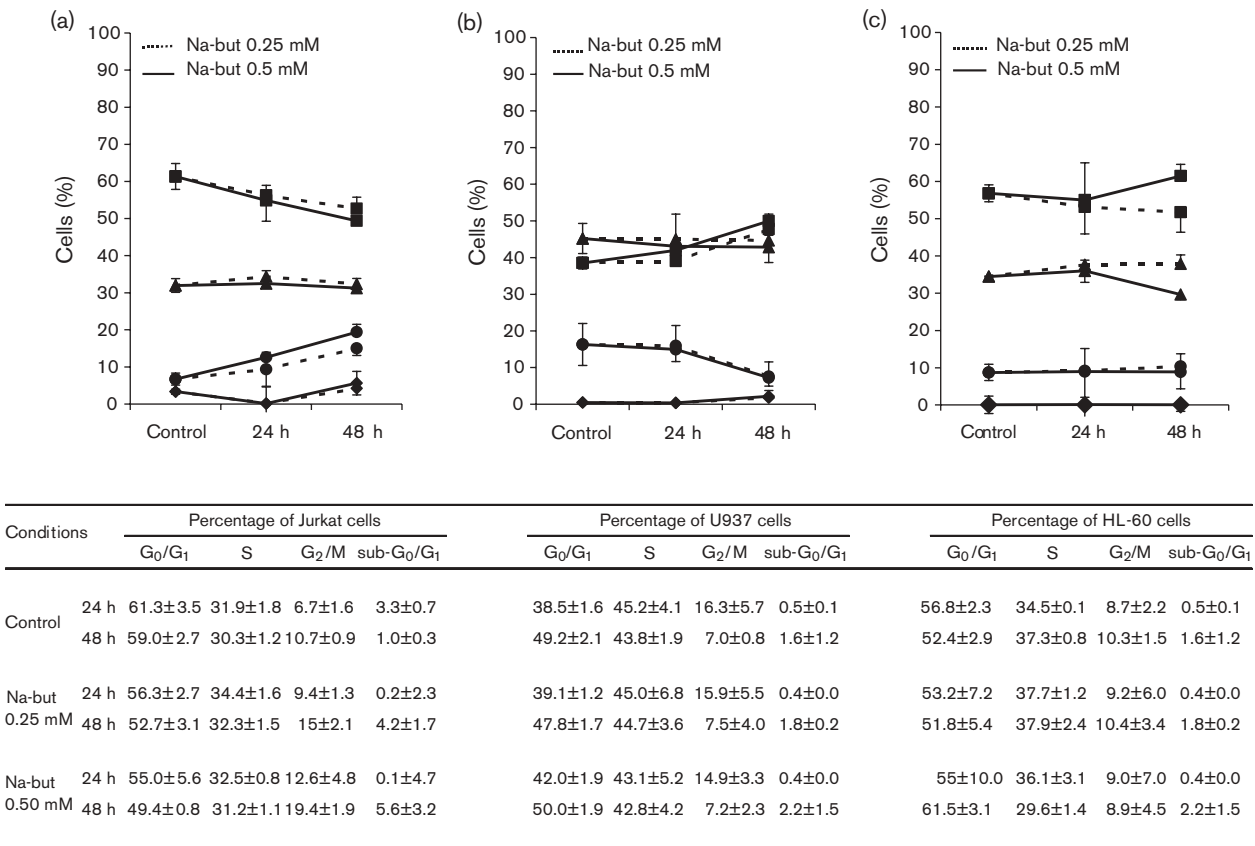 (a)
100
90
80
70
60
50
40
30
20
10
0
Cells (%)
Na-but 0.25 mM
Na-but 0.5 mM
Control 24 h 48 h
(b)
100
90
80
70
60
50
40
30
20
10
0
Cells (%)
Na-but 0.25 mM
Na-but 0.5 mM
Control 24 h 48 h
(c)
100
90
80
70
60
50
40
30
20
10
0
Cells (%)
Na-but 0.25 mM
Na-but 0.5 mM
Control 24 h 48 h
Conditions Percentage of Jurkat cells Percentage of U937 cells Percentage of HL-60 cells
G0/G1 S G2/M sub-G0/G1 G0/G1 S G2/M sub-G0/G1 G0/G1 S G2/M sub-G0/G1
Control 24 h 61.3±3.5 31.9±1.8 6.7±1.6 3.3±0.7 38.5±1.6 45.2±4.1 16.3±5.7 0.5±0.1 56.8±2.3 34.5±0.1 8.7±2.2 0.5±0.1
48 h 59.0±2.7 30.3±1.2 10.7±0.9 1.0±0.3 49.2±2.1 43.8±1.9 7.0±0.8 1.6±1.2 52.4±2.9 37.3±0.8 10.3±1.5 1.6±1.2
Na-but 0.25 mM 24 h 56.3±2.7 34.4±1.6 9.4±1.3 0.2±2.3 39.1±1.2 45.0±6.8 15.9±5.5 0.4±0.0 53.2±7.2 37.7±1.2 9.2±6.0 0.4±0.0
48 h 52.7±3.1 32.3±1.5 15±2.1 4.2±1.7 47.8±1.7 44.7±3.6 7.5±4.0 1.8±0.2 51.8±5.4 37.9±2.4 10.4±3.4 1.8±0.2
Na-but 0.50 mM 24 h 55.0±5.6 32.5±0.8 12.6±4.8 0.1±4.7 42.0±1.9 43.1±5.2 14.9±3.3 0.4±0.0 55±10.0 36.1±3.1 9.0±7.0 0.4±0.0
48 h 49.4±0.8 31.2±1.1 19.4±1.9 5.6±3.2 50.0±1.9 42.8±4.2 7.2±2.3 2.2±1.5 61.5±3.1 29.6±1.4 8.9±4.5 2.2±1.5